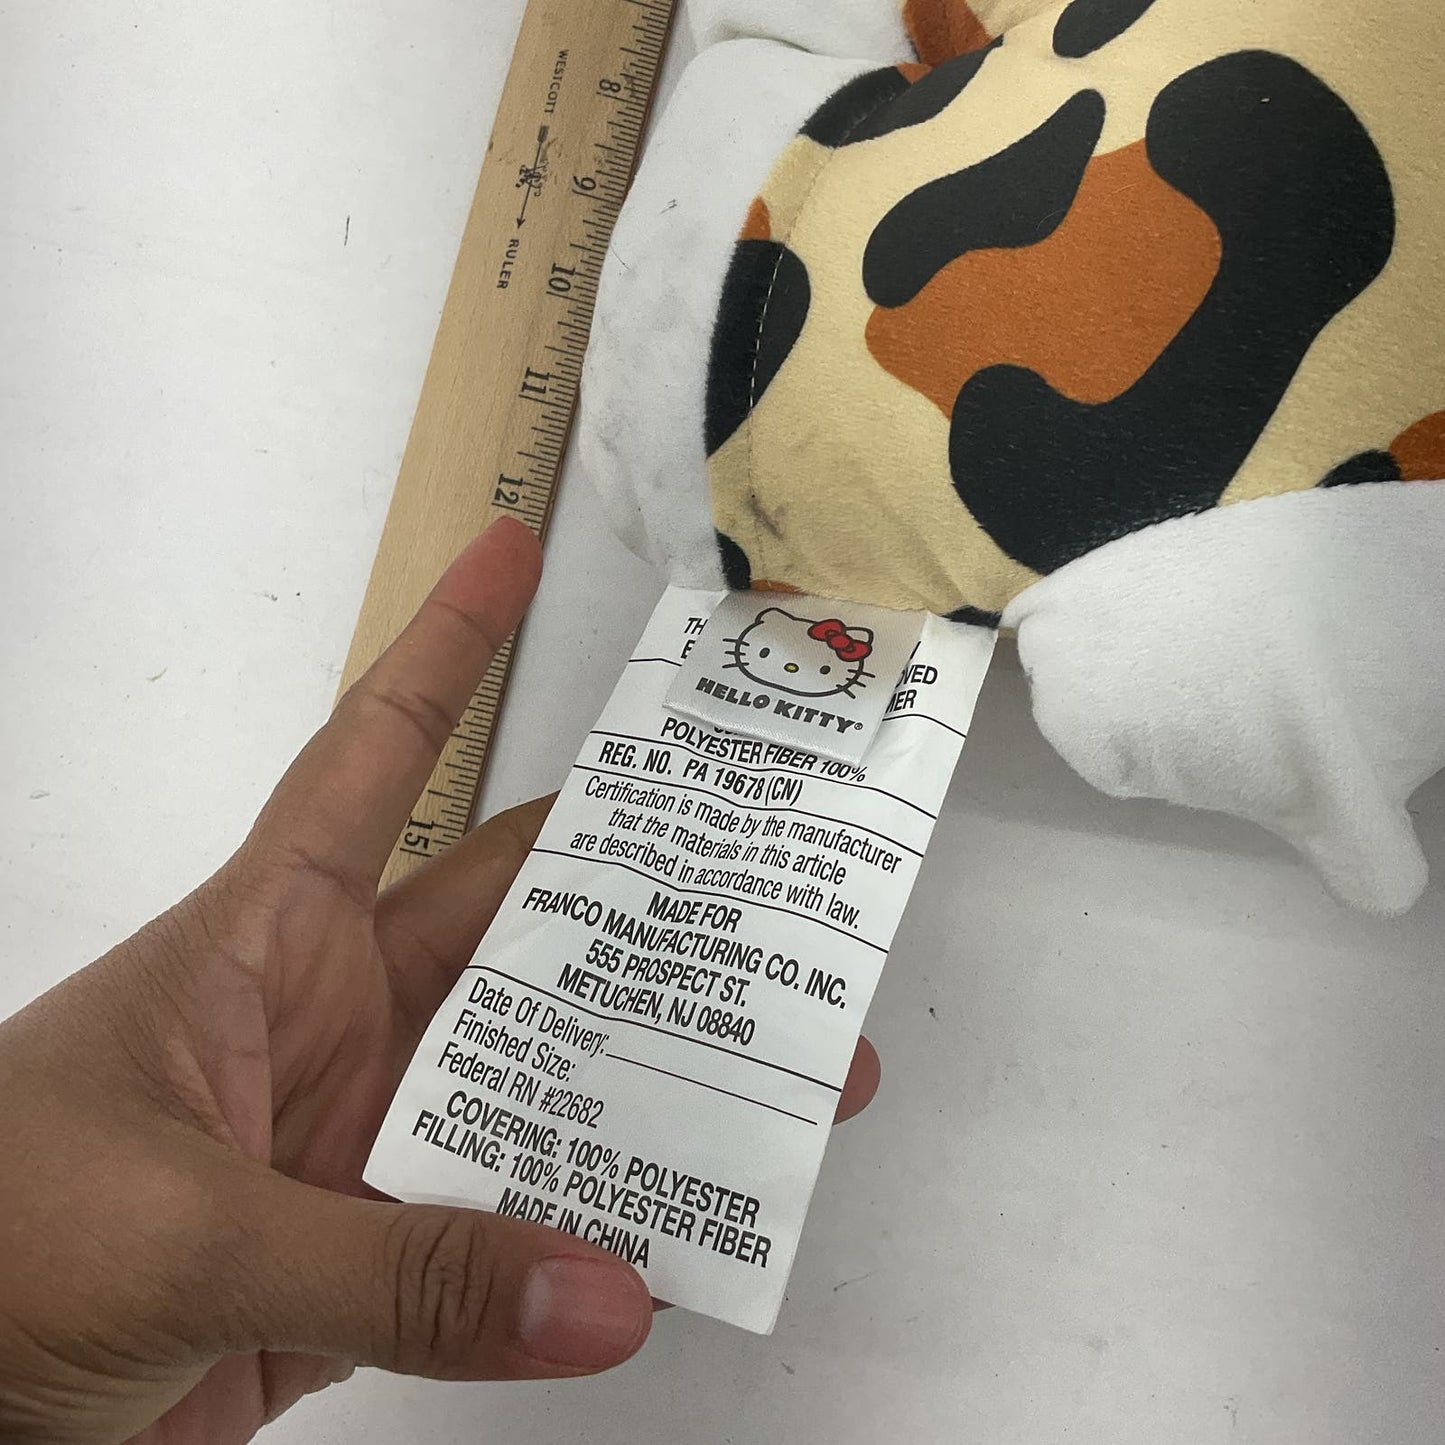 WESTCOTT
RULER
8
9
10
11
12
15
TH
E
OVED
MER
HELLO KITTY®
POLYESTER FIBER 100%
REG. NO. PA 19678 (CN)
Certification is made by the manufacturer
that the materials in this article
are described in accordance with law.
MADE FOR
FRANCO MANUFACTURING CO. INC.
555 PROSPECT ST.
METUCHEN, NJ 08840
Date Of Delivery:
Finished Size:
Federal RN #22682
COVERING: 100% POLYESTER
FILLING: 100% POLYESTER FIBER
MADE IN CHINA